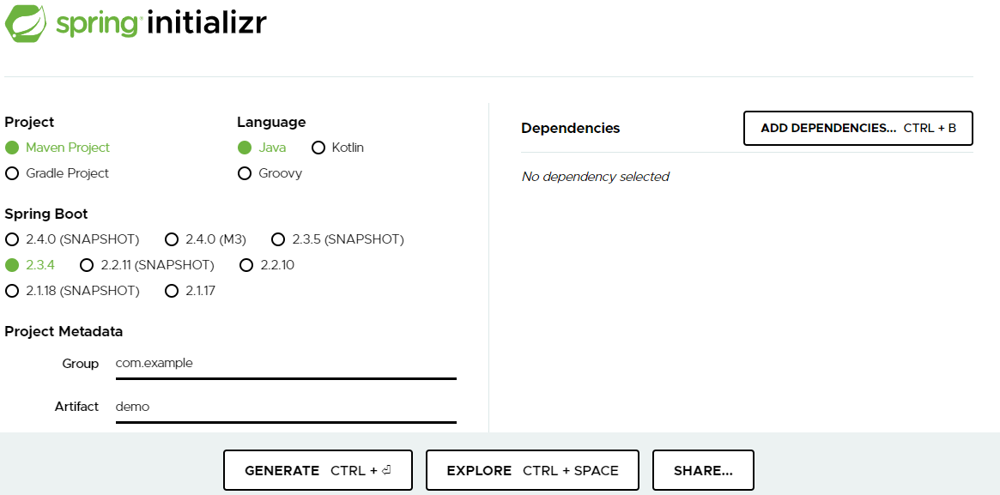 spring initializr
Project
Maven Project
Gradle Project
Language
Java Kotlin
Groovy
Spring Boot
2.4.0 (SNAPSHOT) 2.4.0 (M3) 2.3.5 (SNAPSHOT)
2.3.4 2.2.11 (SNAPSHOT) 2.2.10
2.1.18 (SNAPSHOT) 2.1.17
Project Metadata
Group com.example
Artifact demo
Dependencies
ADD DEPENDENCIES... CTRL + B
No dependency selected
GENERATE CTRL + ⏎
EXPLORE CTRL + SPACE
SHARE...